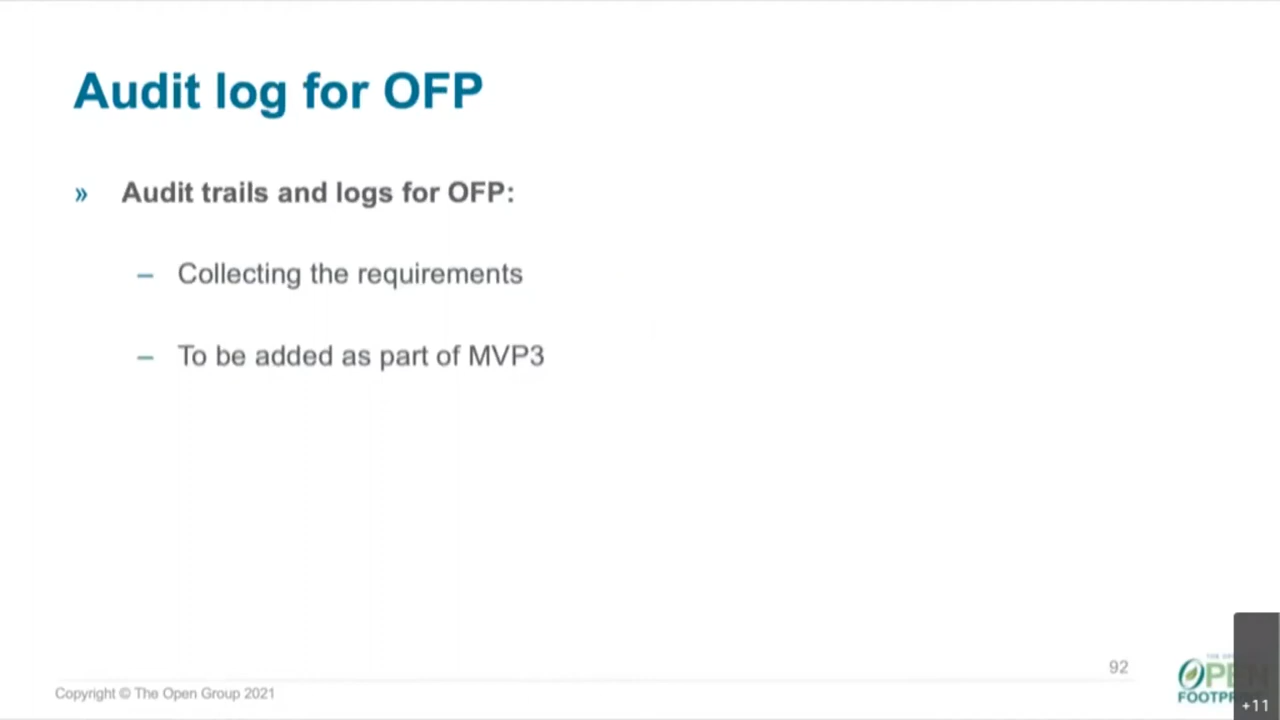 Audit log for OFP
» Audit trails and logs for OFP:
– Collecting the requirements
– To be added as part of MVP3
92
Copyright © The Open Group 2021
OPEN
+11